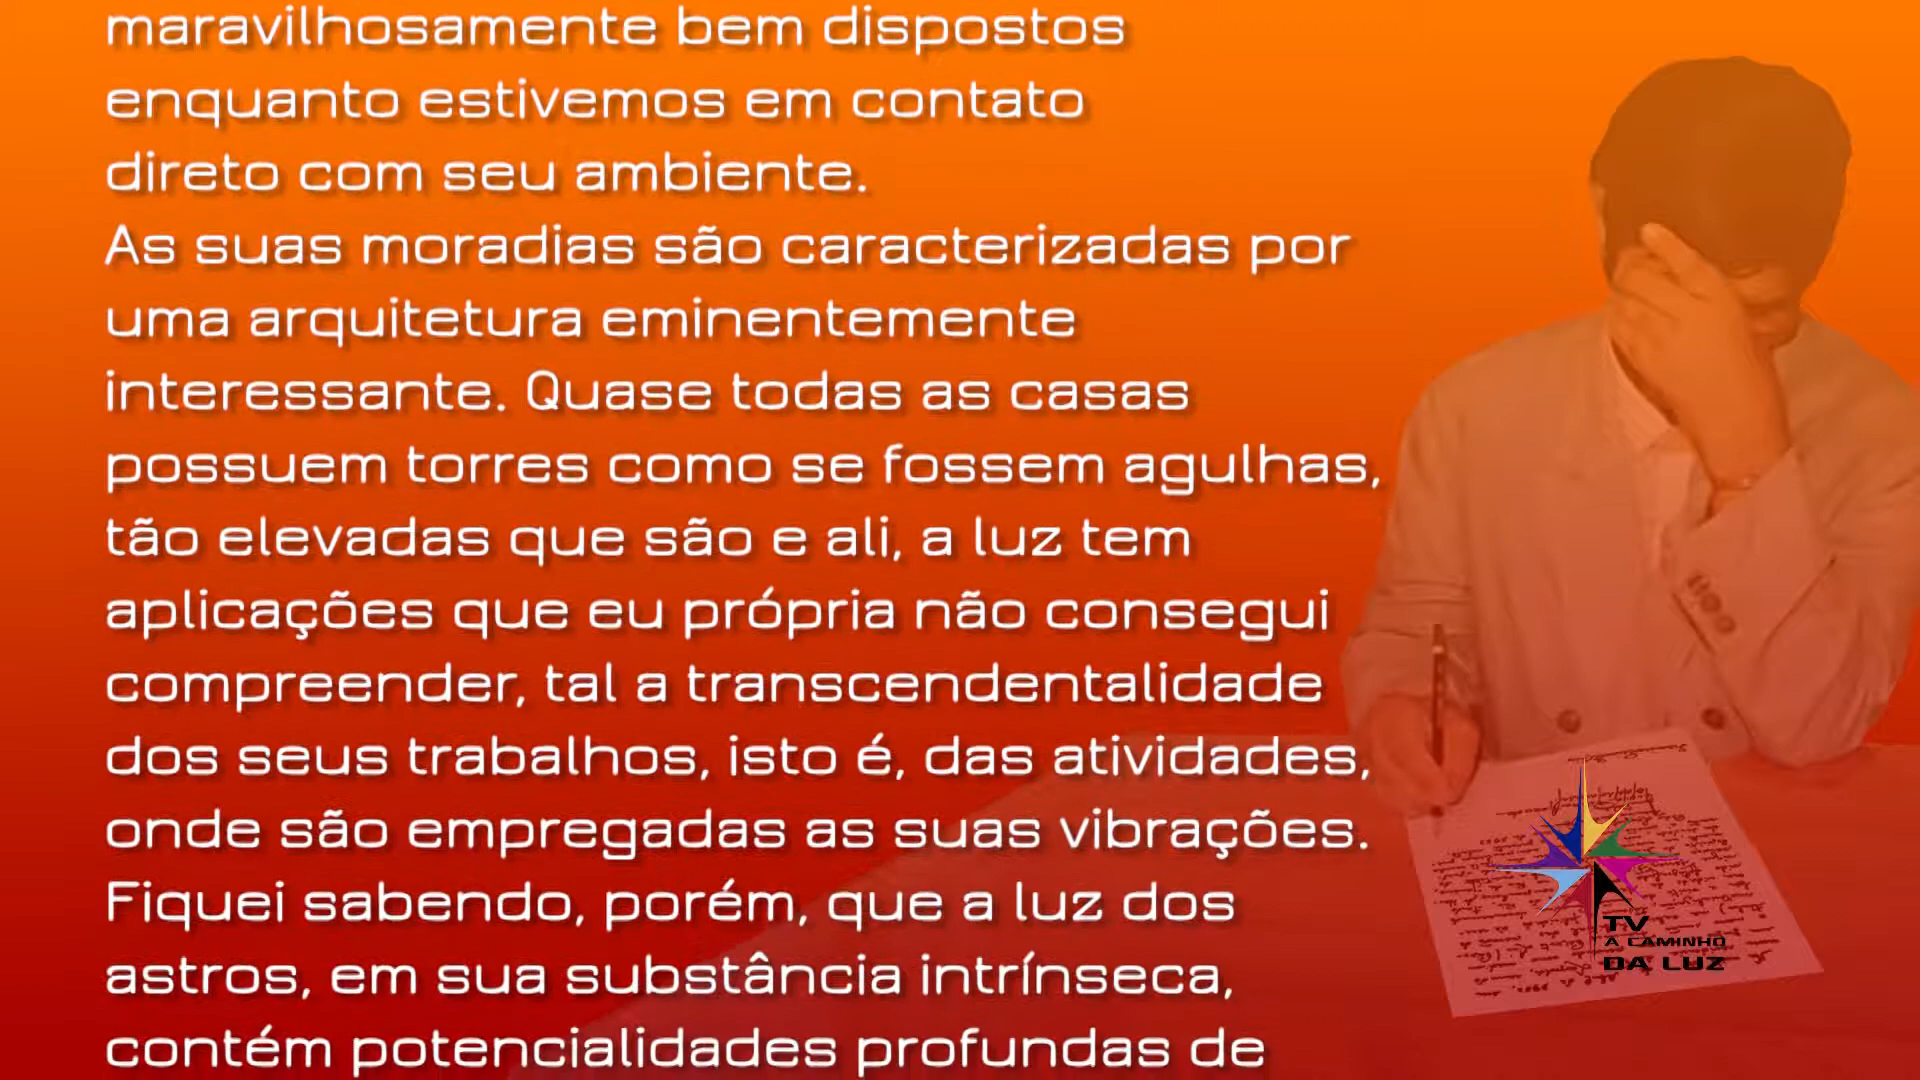 maravilhosamente bem dispostos
enquanto estivemos em contato
direto com seu ambiente.
As suas moradias são caracterizadas por
uma arquitetura eminentemente
interessante. Quase todas as casas
possuem torres como se fossem agulhas,
tão elevadas que são e ali, a luz tem
aplicações que eu própria não consegui
compreender, tal a transcendentalidade
dos seus trabalhos, isto é, das atividades,
onde são empregadas as suas vibrações.
Fiquei sabendo, porém, que a luz dos
astros, em sua substância intrínseca,
contém potencialidades profundas de
TV
A CAMINHO
DA LUZ